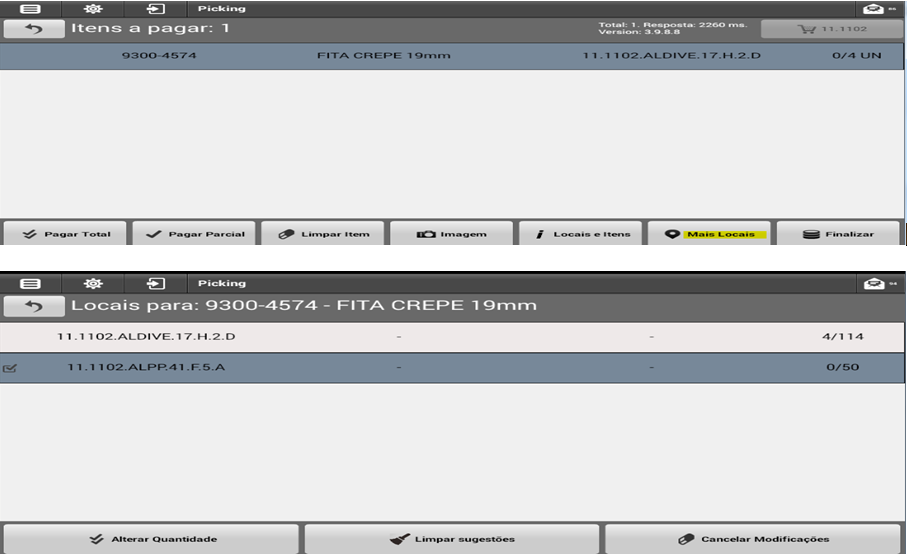 Picking
Itens a pagar: 1
Total: 1. Resposta: 2260 ms.
Version: 3.9.8.8
11.1102
9300-4574 FITA CREPE 19mm 11.1102.ALDIVE.17.H.2.D 0/4 UN
Pagar Total Pagar Parcial Limpar Item Imagem Locais e Itens Mais Locais Finalizar
Picking
Locais para: 9300-4574 - FITA CREPE 19mm
11.1102.ALDIVE.17.H.2.D - - 4/114
11.1102.ALPP.41.F.5.A - - 0/50
Alterar Quantidade Limpar sugestões Cancelar Modificações